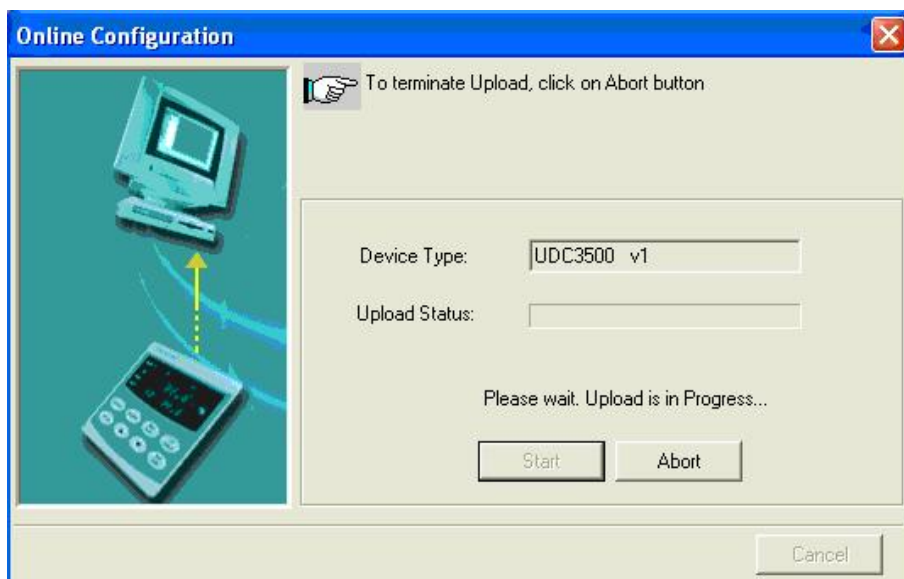 Online Configuration
To terminate Upload, click on Abort button
Device Type: UDC3500 v1
Upload Status:
Please wait. Upload is in Progress...
Start Abort
Cancel